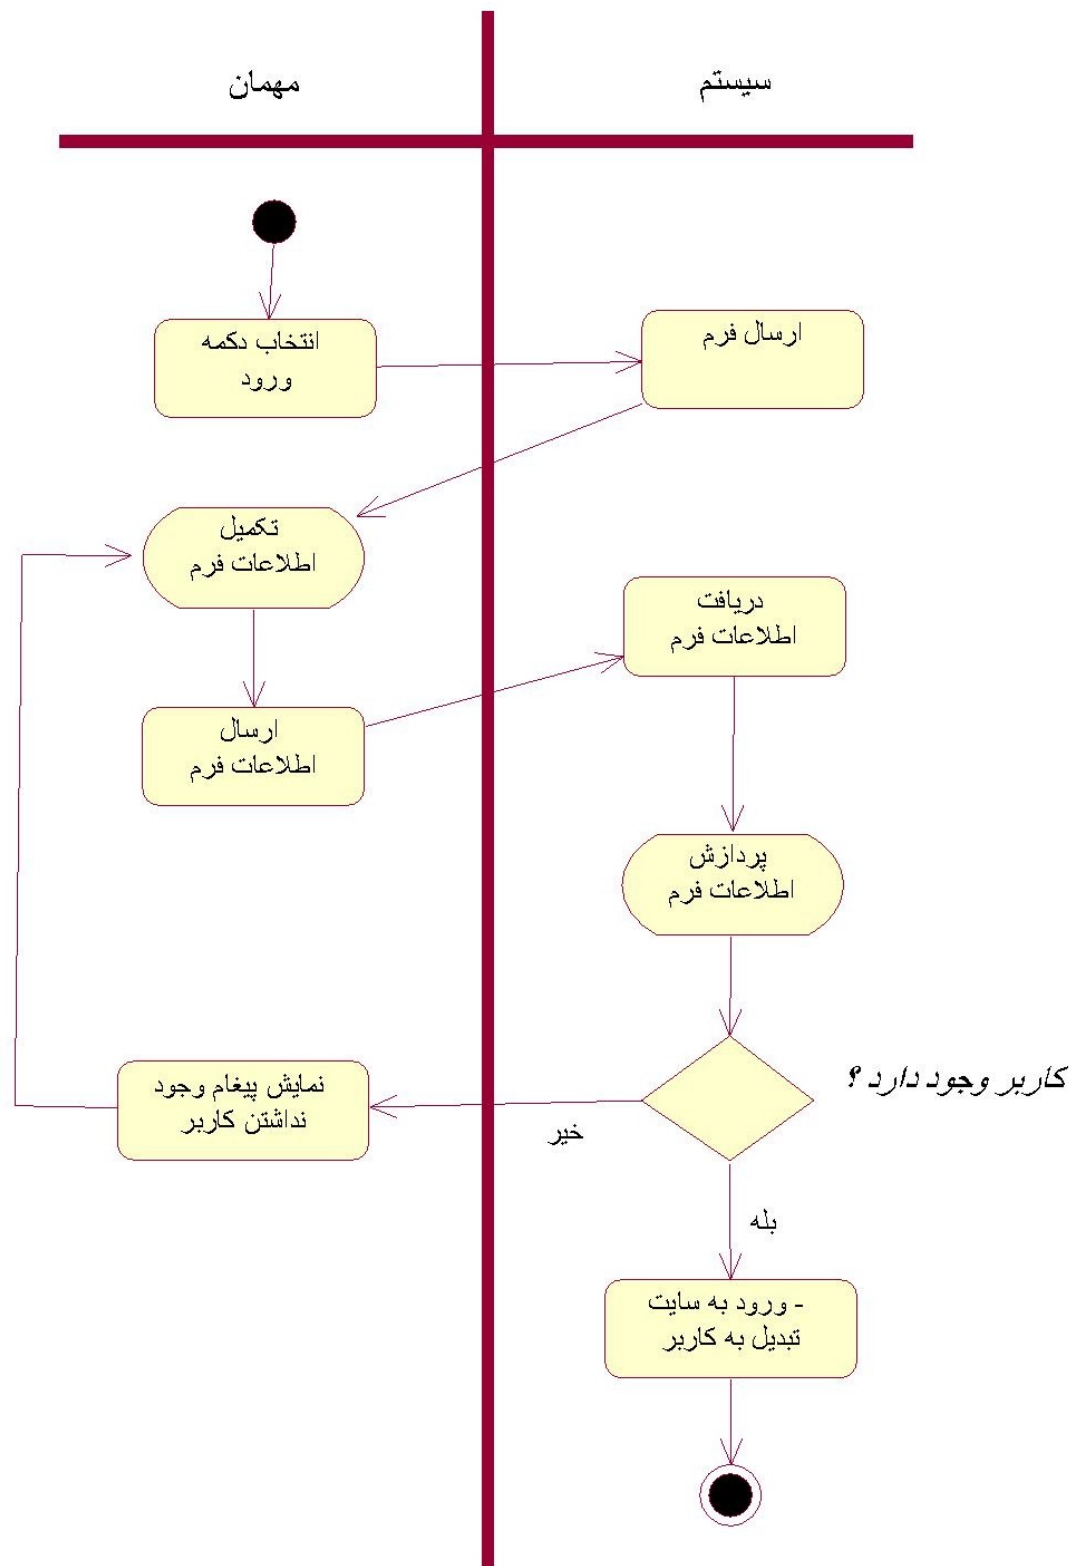 مهمان
سیستم
انتخاب دکمه
ورود
ارسال فرم
تکمیل
اطلاعات فرم
دریافت
اطلاعات فرم
ارسال
اطلاعات فرم
پردازش
اطلاعات فرم
کاربر وجود دارد ؟
نمایش پیغام وجود
نداشتن کاربر
خیر
بله
ورود به سایت -
تبدیل به کاربر